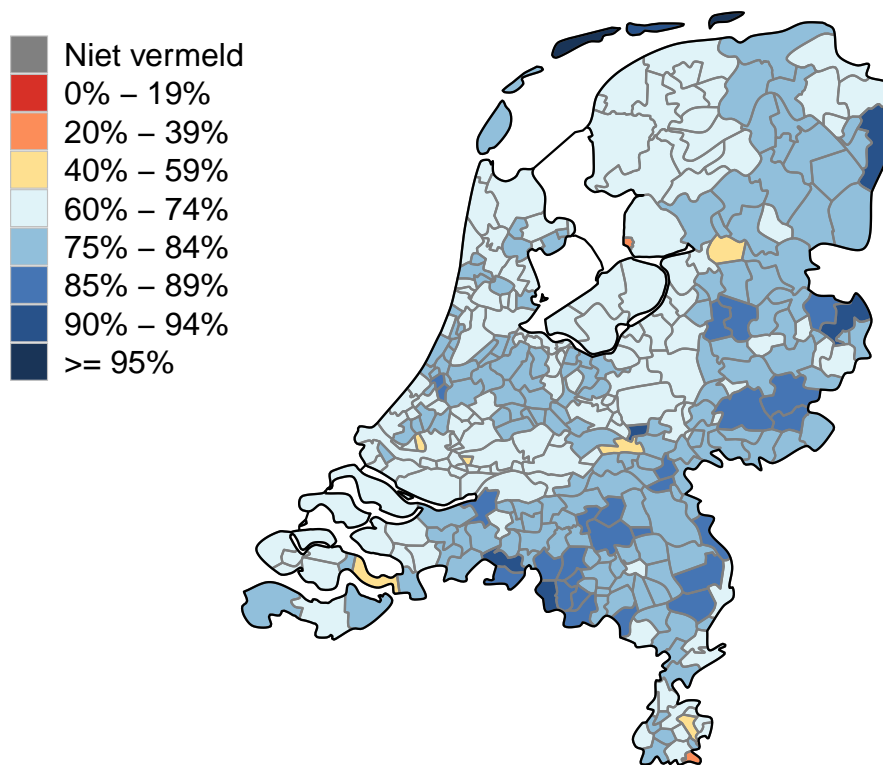 Niet vermeld
0% – 19%
20% – 39%
40% – 59%
60% – 74%
75% – 84%
85% – 89%
90% – 94%
>= 95%